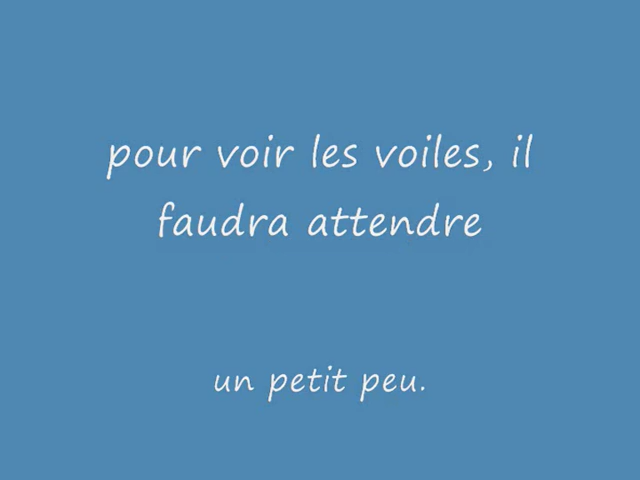 pour voir les voiles, il
faudra attendre
un petit peu.